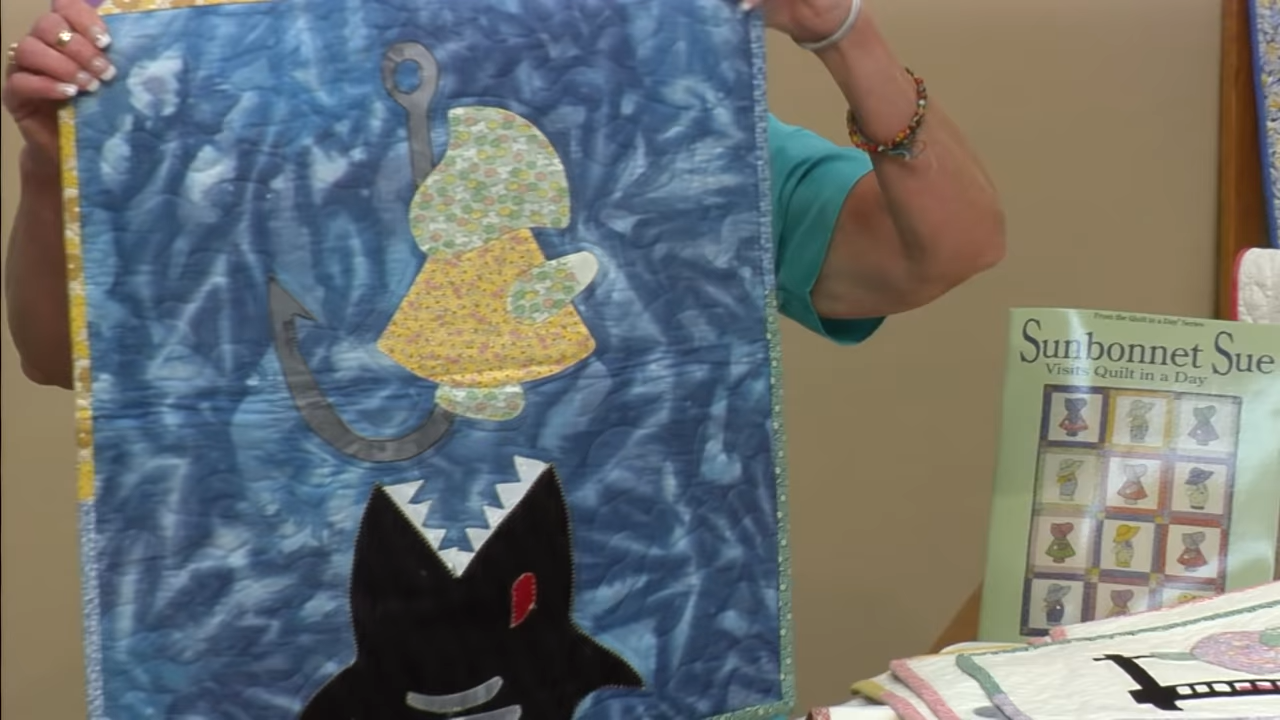 From the Quilt in a Day Series
Sunbonnet Sue
Visits Quilt in a Day